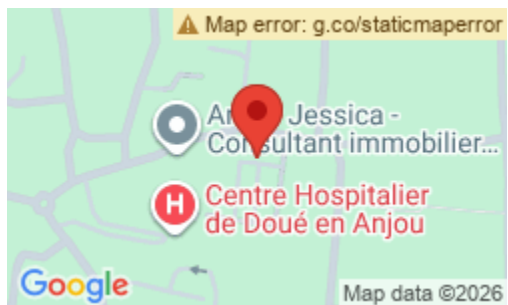 Map error: g.co/staticmaperror
Jessica -
Consultant immobilier...
Centre Hospitalier
de Doué en Anjou
Google
Map data ©2026